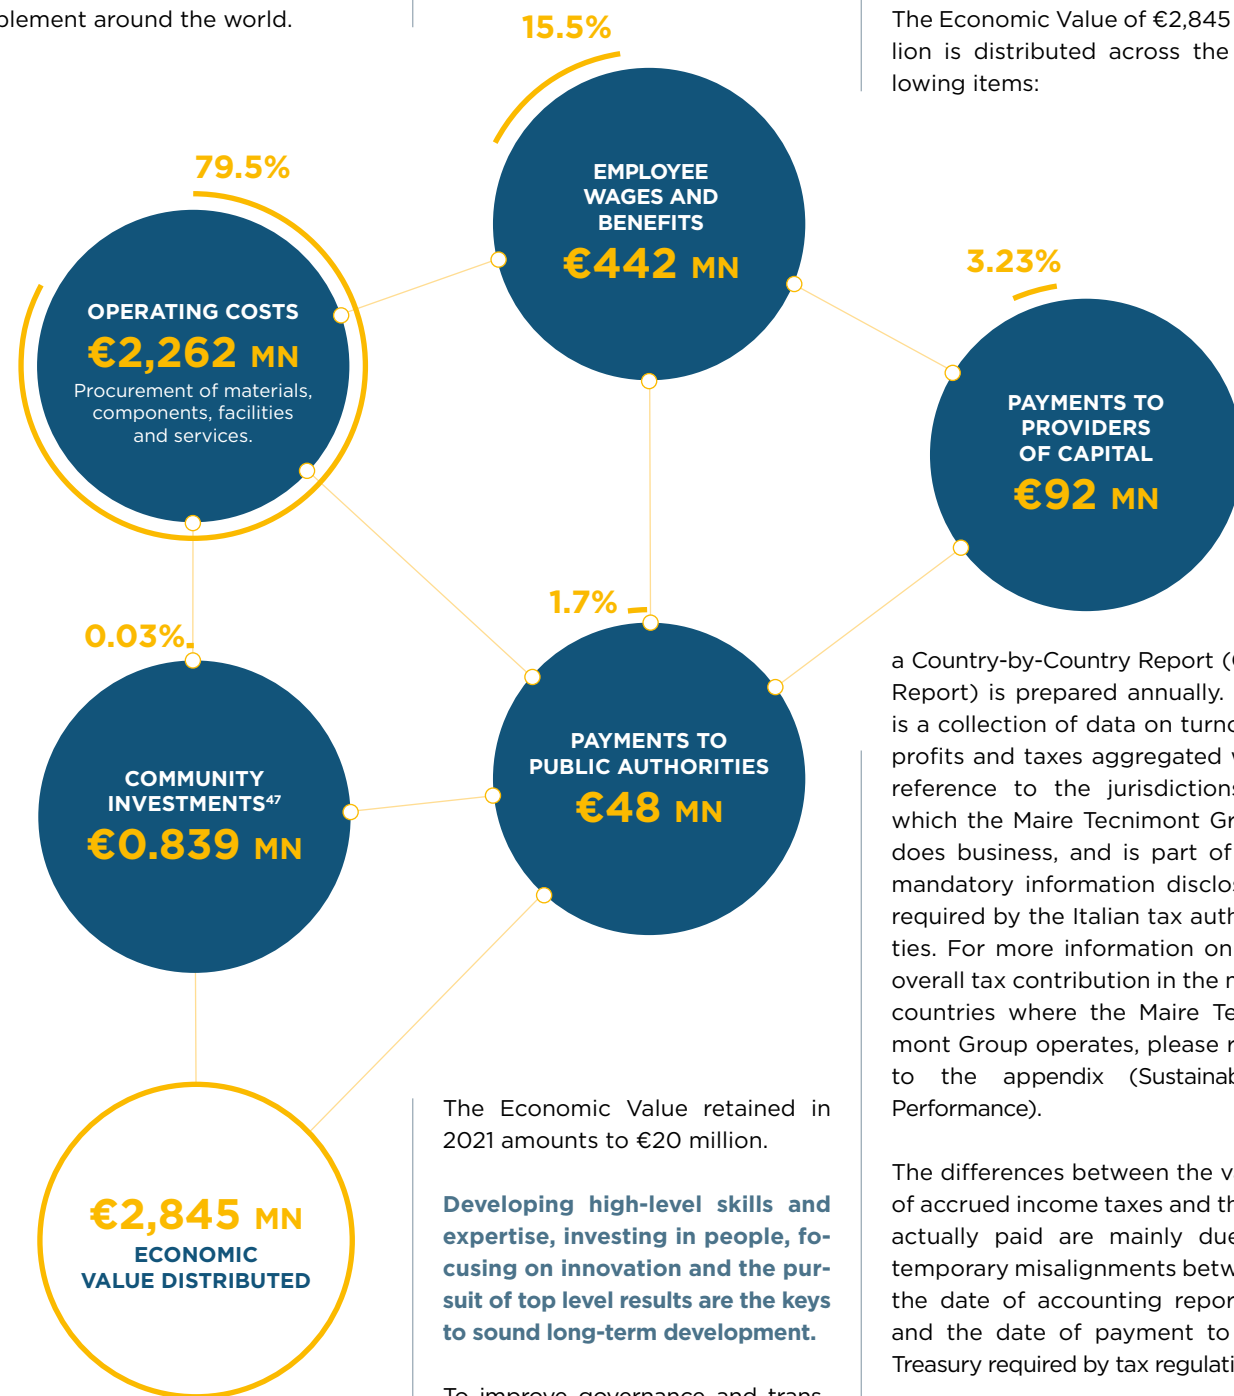 plement around the world.
15.5%
The Economic Value of €2,845
lion is distributed across the
lowing items:
79.5%
EMPLOYEE
WAGES AND
BENEFITS
€442 MN
3.23%
OPERATING COSTS
€2,262 MN
Procurement of materials,
components, facilities
and services.
PAYMENTS TO
PROVIDERS
OF CAPITAL
€92 MN
1.7%
0.03%
PAYMENTS TO
PUBLIC AUTHORITIES
€48 MN
COMMUNITY
INVESTMENTS⁴⁷
€0.839 MN
a Country-by-Country Report (
Report) is prepared annually.
is a collection of data on turno
profits and taxes aggregated
reference to the jurisdictions
which the Maire Tecnimont Gr
does business, and is part of
mandatory information disclos
required by the Italian tax auth
ties. For more information on
overall tax contribution in the
countries where the Maire Te
mont Group operates, please
to the appendix (Sustainab
Performance).
The differences between the v
of accrued income taxes and th
actually paid are mainly due
temporary misalignments betw
the date of accounting repor
and the date of payment to
Treasury required by tax regulati
€2,845 MN
ECONOMIC
VALUE DISTRIBUTED
The Economic Value retained in
2021 amounts to €20 million.
Developing high-level skills and
expertise, investing in people, fo-
cusing on innovation and the pur-
suit of top level results are the keys
to sound long-term development.
To improve governance and trans-